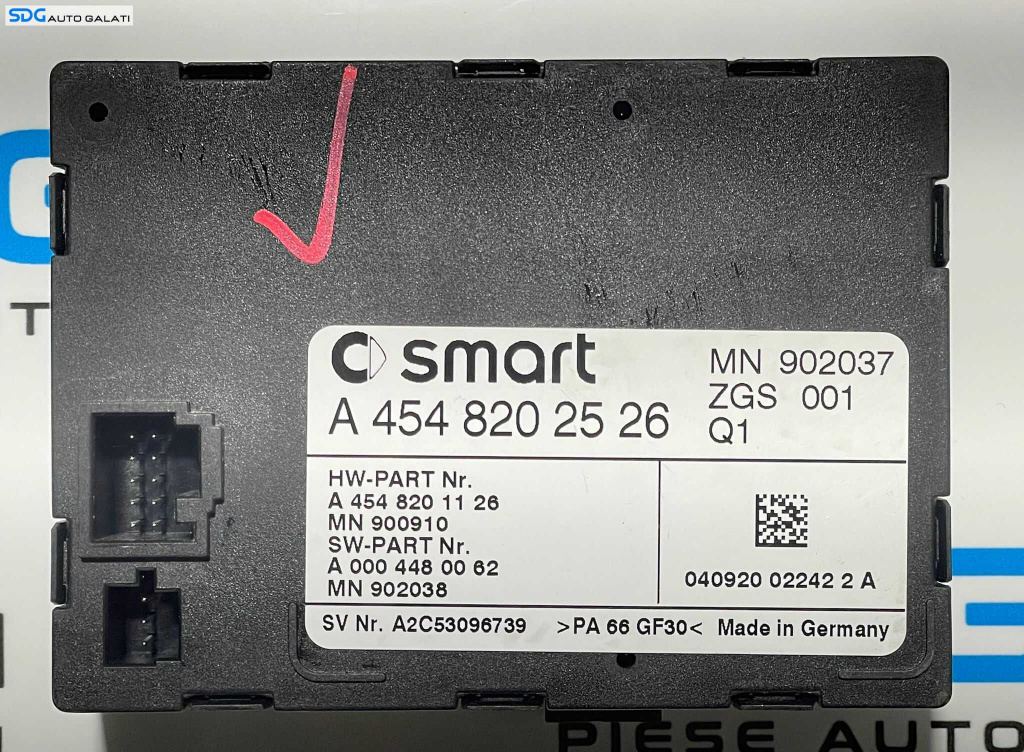 SDG AUTO GALATI
smart
A 454 820 25 26
MN 902037
ZGS 001
Q1
HW-PART Nr.
A 454 820 11 26
MN 900910
SW-PART Nr.
A 000 448 00 62
MN 902038
040920 02242 2 A
SV Nr. A2C53096739 >PA 66 GF30< Made in Germany
PIESE AUTO